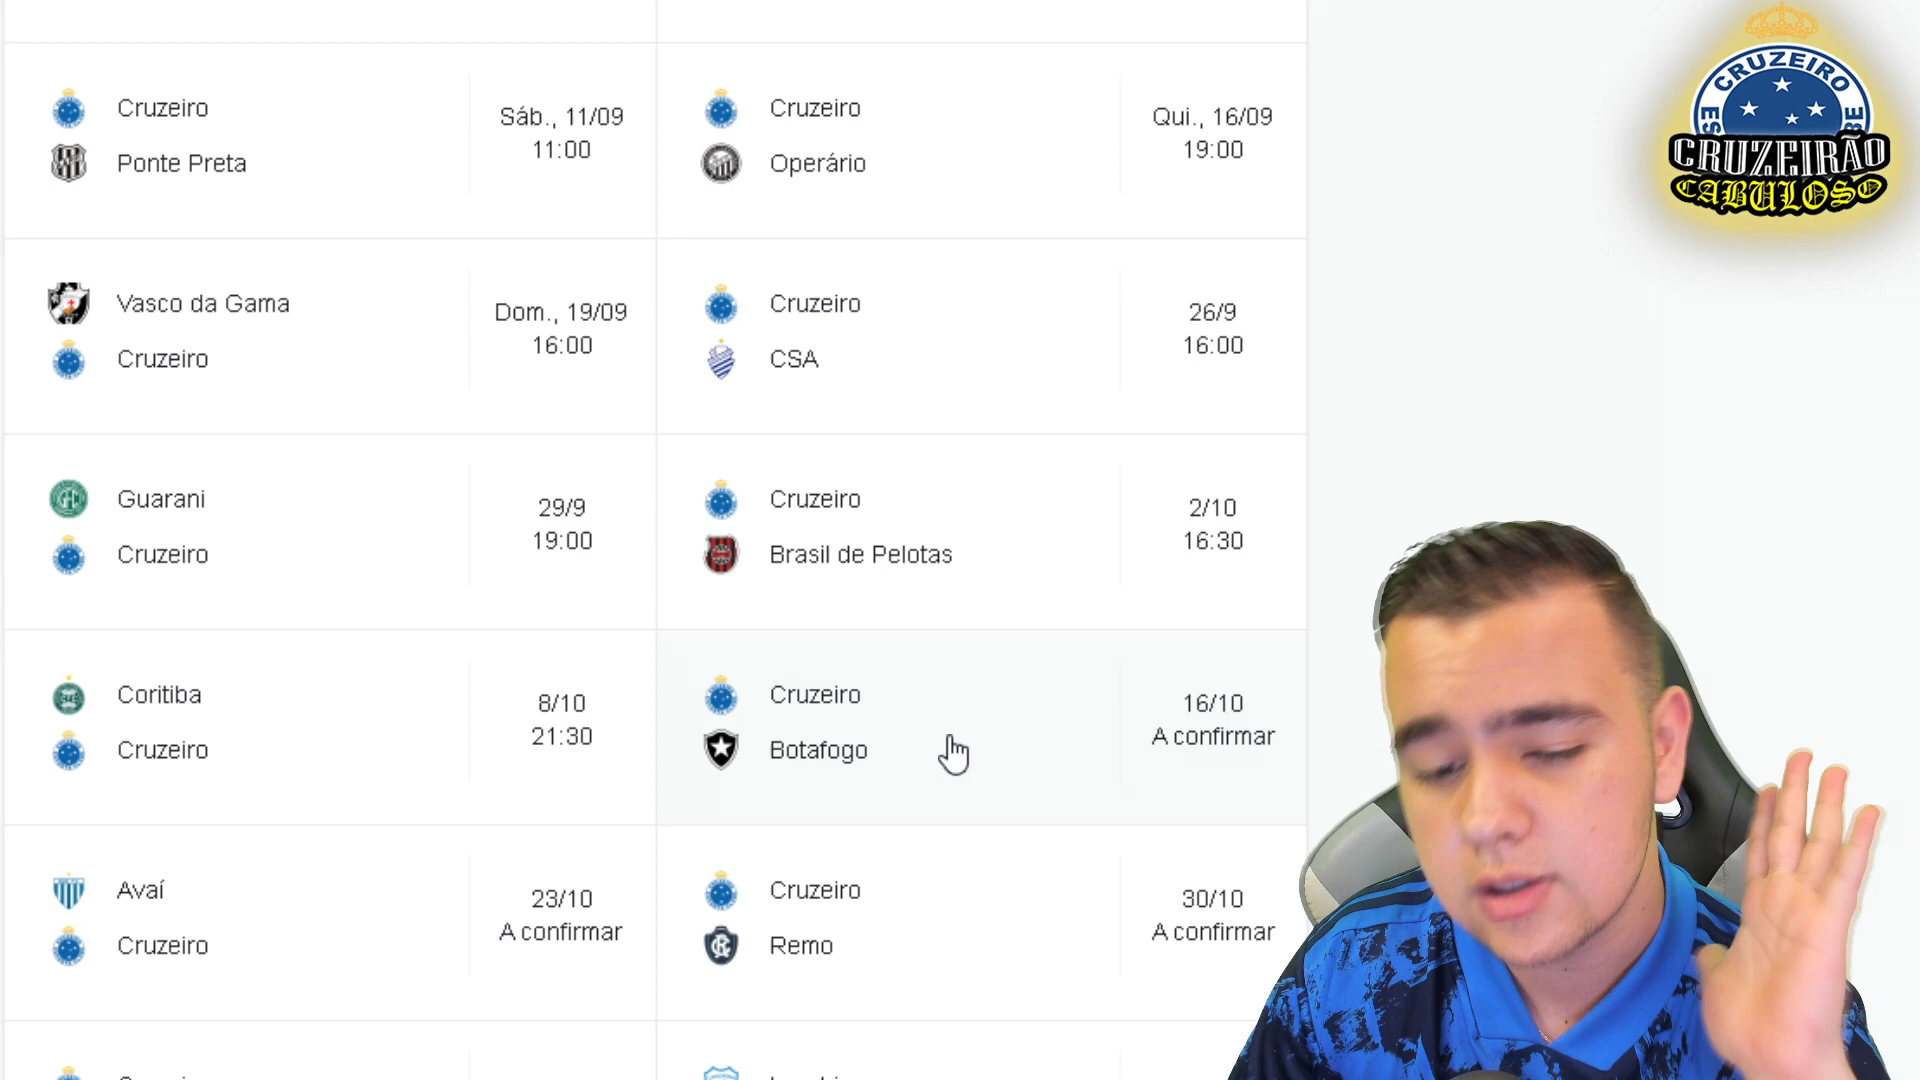 CRUZEIRO
CRUZEIRÃO
CABULOSO
Cruzeiro
Ponte Preta
Sáb., 11/09
11:00
Cruzeiro
Operário
Qui., 16/09
19:00
Vasco da Gama
Cruzeiro
Dom., 19/09
16:00
Cruzeiro
CSA
26/9
16:00
Guarani
Cruzeiro
29/9
19:00
Cruzeiro
Brasil de Pelotas
2/10
16:30
Coritiba
Cruzeiro
8/10
21:30
Cruzeiro
Botafogo
16/10
A confirmar
Avaí
Cruzeiro
23/10
A confirmar
Cruzeiro
Remo
30/10
A confirmar